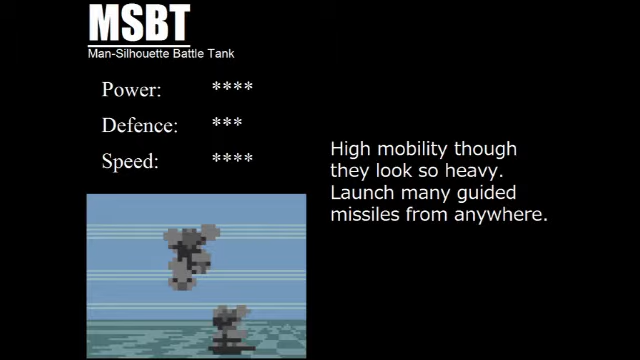 MSBT
Man-Silhouette Battle Tank
Power: ****
Defence: ***
Speed: ****
High mobility though
they look so heavy.
Launch many guided
missiles from anywhere.